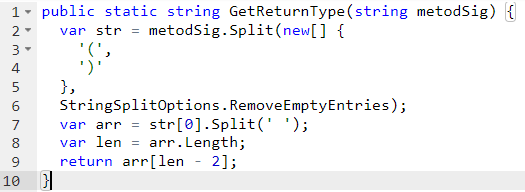 1 public static string GetReturnType(string metodSig) {
2 var str = metodSig.Split(new[] {
3 '(',
4 ')'
5 },
6 StringSplitOptions.RemoveEmptyEntries);
7 var arr = str[0].Split(' ');
8 var len = arr.Length;
9 return arr[len - 2];
10 }